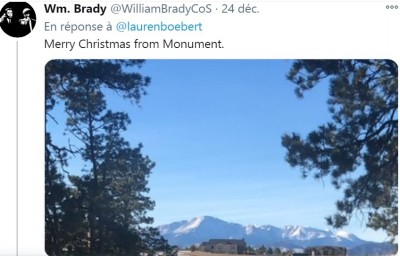 Wm. Brady @WilliamBradyCoS · 24 déc.
En réponse à @laurenboebert
Merry Christmas from Monument.